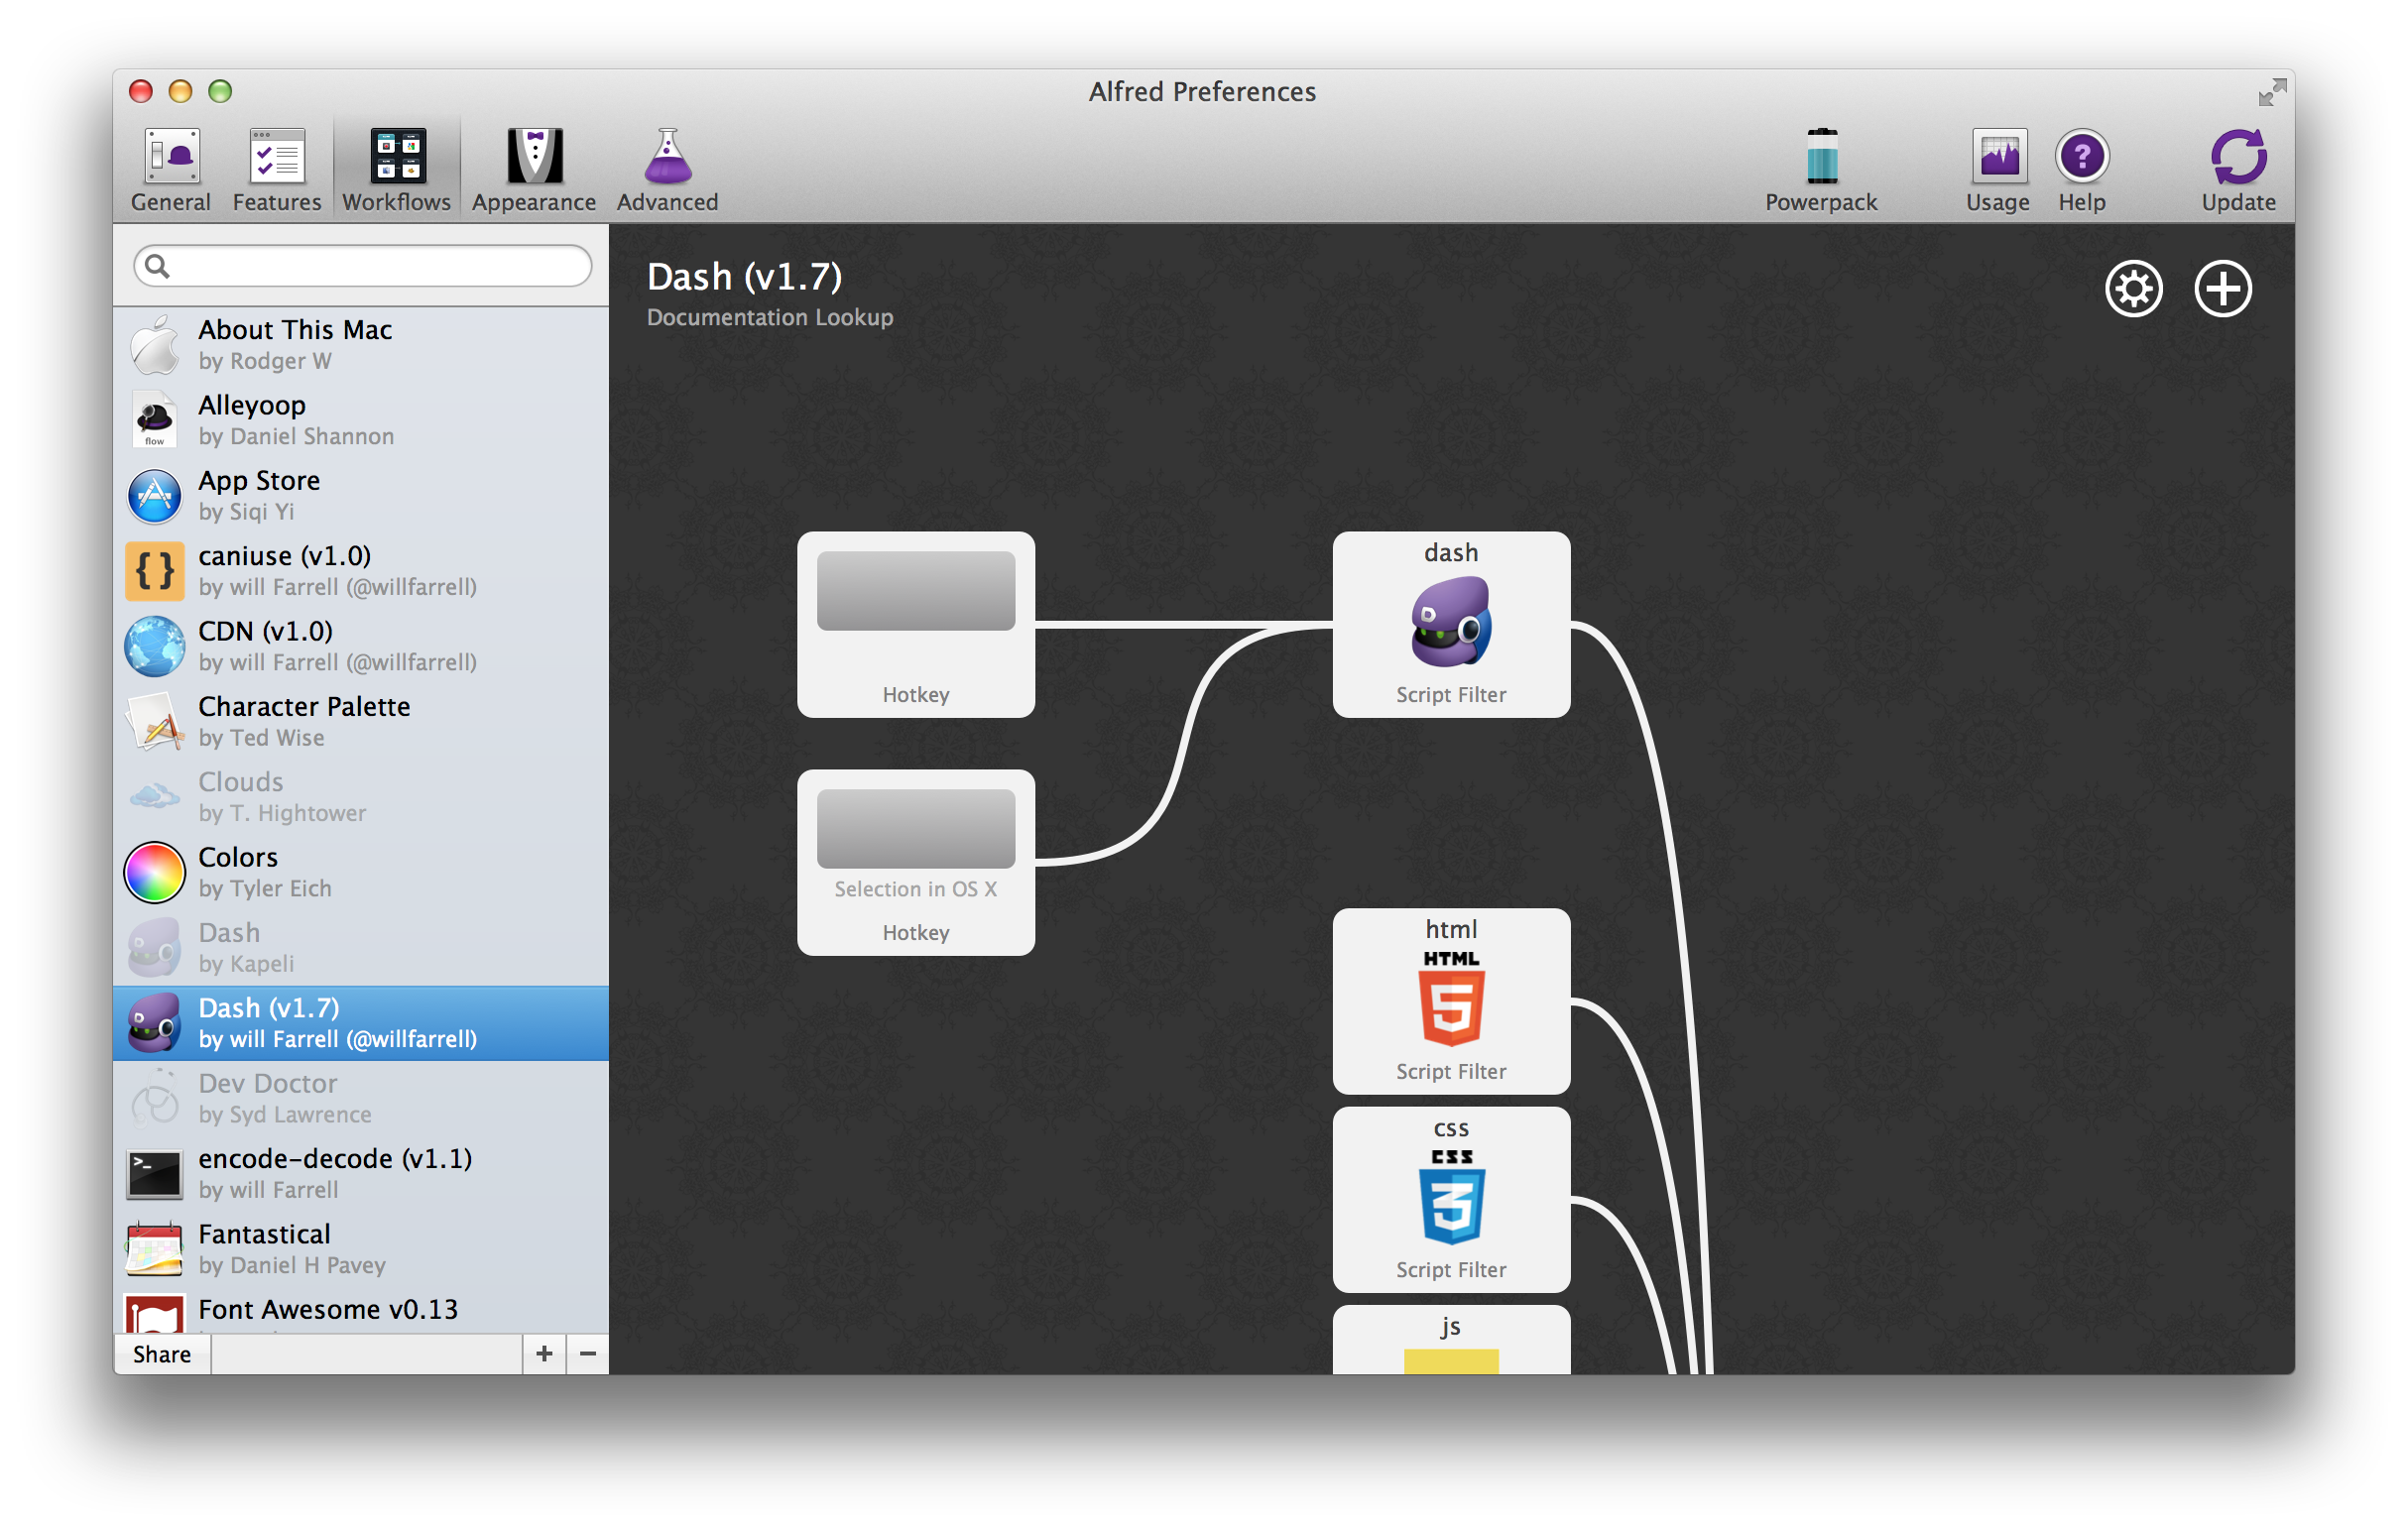 Alfred Preferences
General
Features
Workflows
Appearance
Advanced
Powerpack
Usage
?
Help
Update
About This Mac
by Rodger W
flow
Alleyoop
by Daniel Shannon
App Store
by Siqi Yi
{ }
caniuse (v1.0)
by will Farrell (@willfarrell)
CDN (v1.0)
by will Farrell (@willfarrell)
Character Palette
by Ted Wise
Clouds
by T. Hightower
Colors
by Tyler Eich
Dash
by Kapeli
D
Dash (v1.7)
by will Farrell (@willfarrell)
Dev Doctor
by Syd Lawrence
>_
encode-decode (v1.1)
by will Farrell
Fantastical
by Daniel H Pavey
Font Awesome v0.13
Share
+
−
Dash (v1.7)
Documentation Lookup
Hotkey
dash
D
Script Filter
Selection in OS X
Hotkey
html
HTML
5
Script Filter
css
CSS
3
Script Filter
js